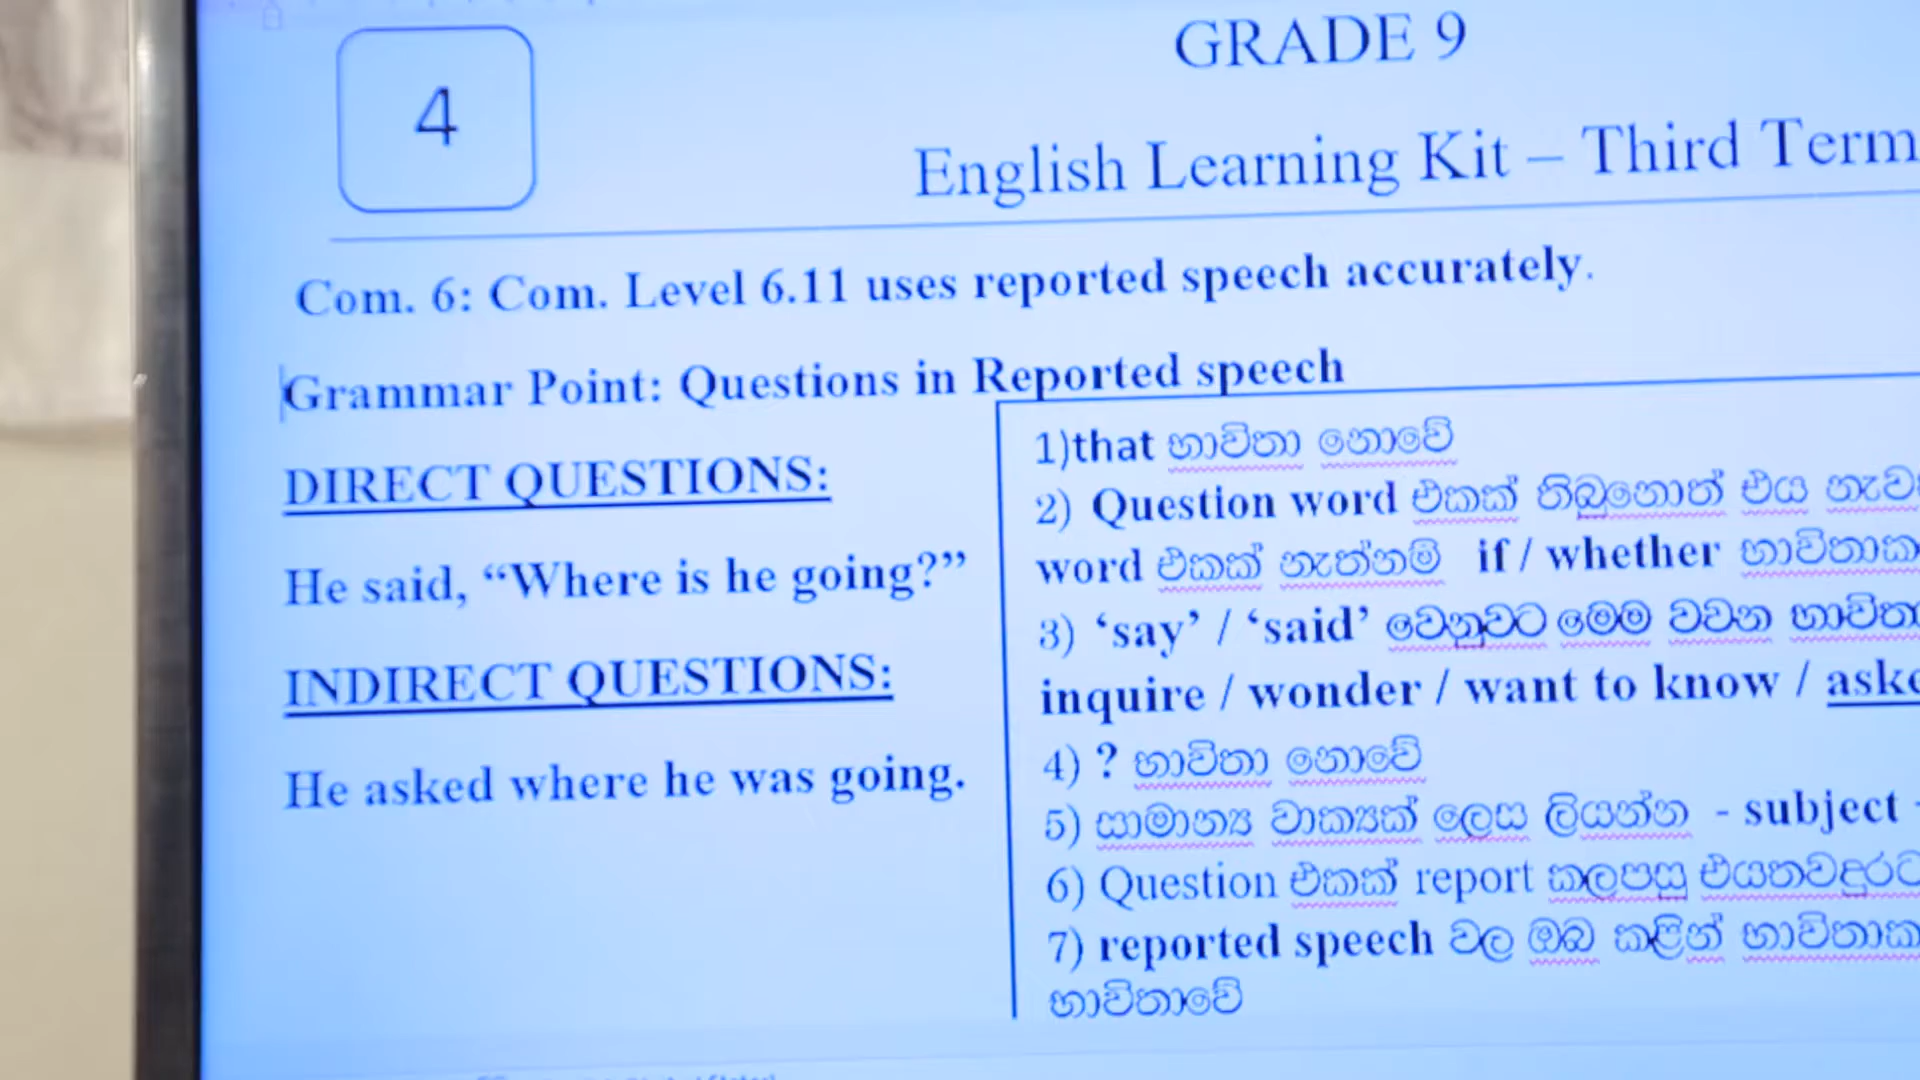 4
GRADE 9
English Learning Kit – Third Term
Com. 6: Com. Level 6.11 uses reported speech accurately.
Grammar Point: Questions in Reported speech
DIRECT QUESTIONS:
He said, “Where is he going?”
INDIRECT QUESTIONS:
He asked where he was going.
1)that භාවිතා නොවේ
2) Question word එකක් තිබුනොත් එය
word එකක් නැත්නම් if / whether
3) ‘say’ / ‘said’ වෙනුවට මෙම වචන
inquire / wonder / want to know /
4) ? භාවිතා නොවේ
5) සාමාන්‍ය වාක්‍යක් ලෙස ලියන්න - subject
6) Question එකක් report කලපසු
7) reported speech වල ඔබ කළින්
භාවිතාවේ